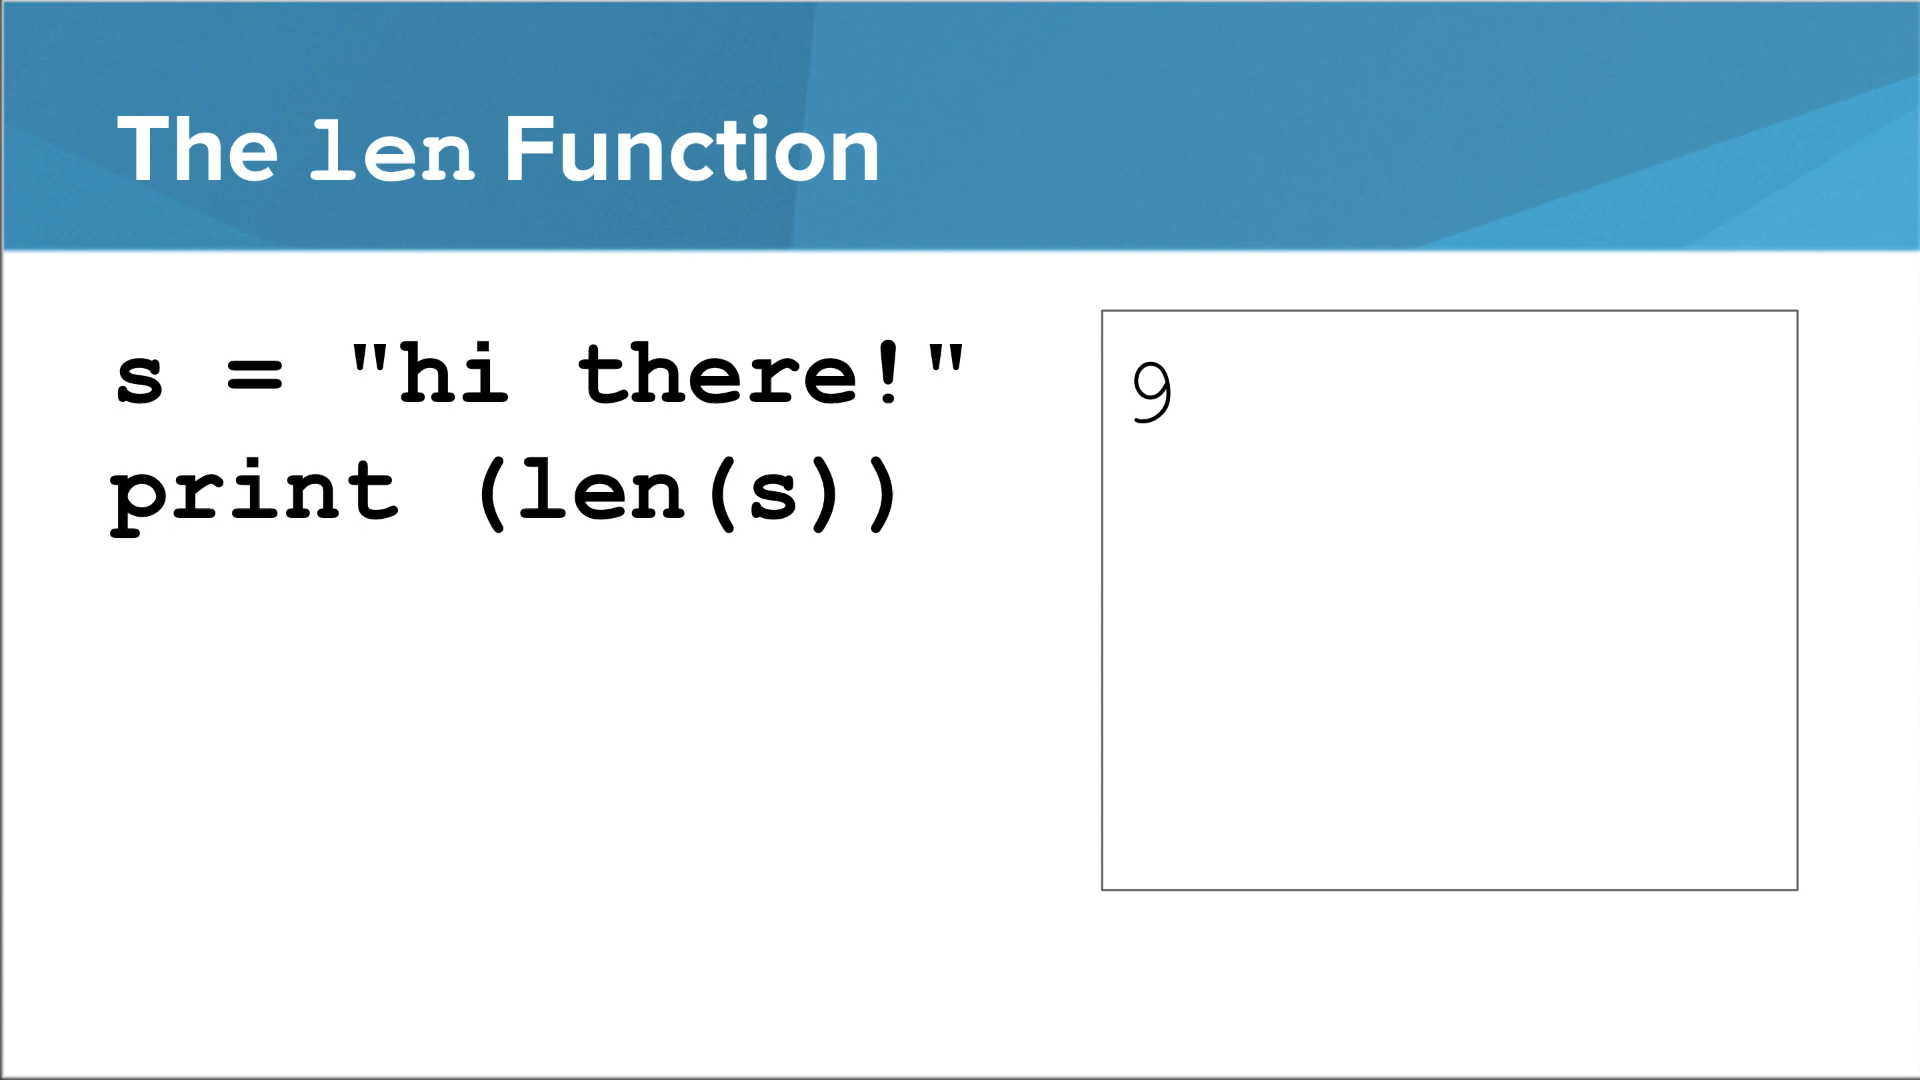 The len Function
s = "hi there!"
print (len(s))
9